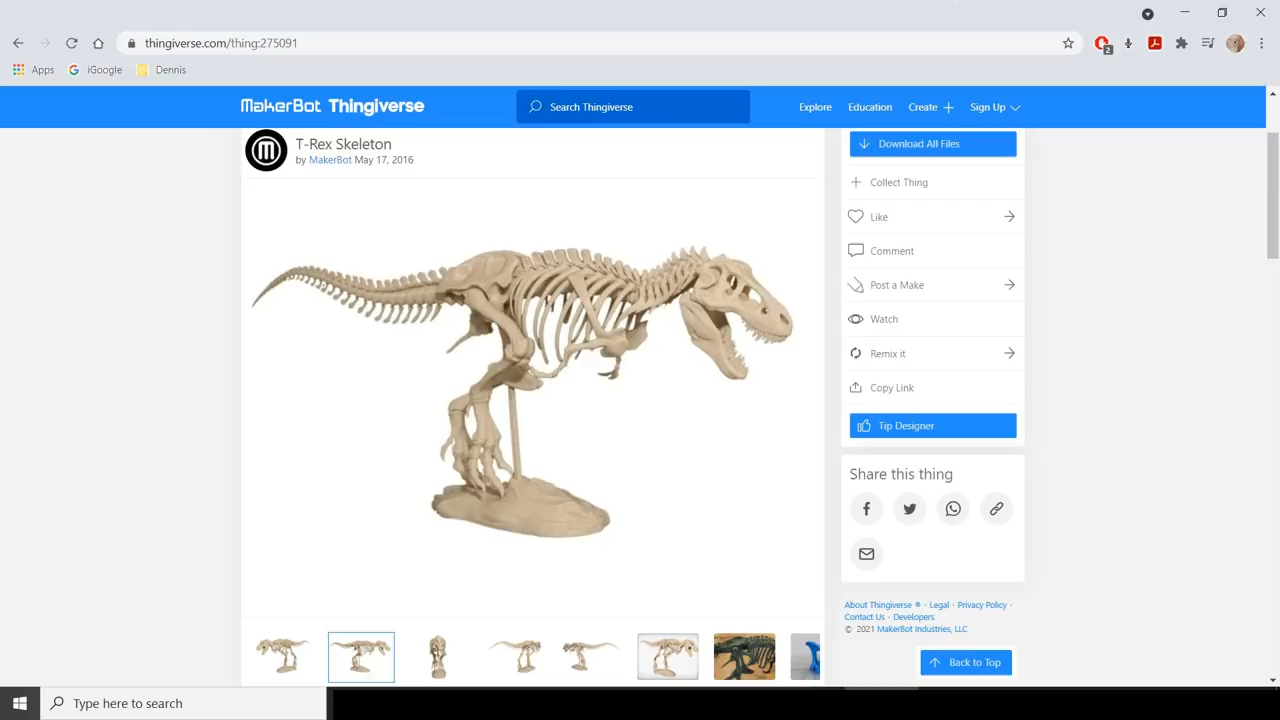 thingiverse.com/thing:275091
2
Apps iGoogle Dennis
MakerBot Thingiverse
Search Thingiverse
Explore Education Create Sign Up
T-Rex Skeleton
by MakerBot May 17, 2016
Download All Files
Collect Thing
Like
Comment
Post a Make
Watch
Remix it
Copy Link
Tip Designer
Share this thing
About Thingiverse ® · Legal · Privacy Policy ·
Contact Us · Developers
© 2021 MakerBot Industries, LLC
Back to Top
Type here to search